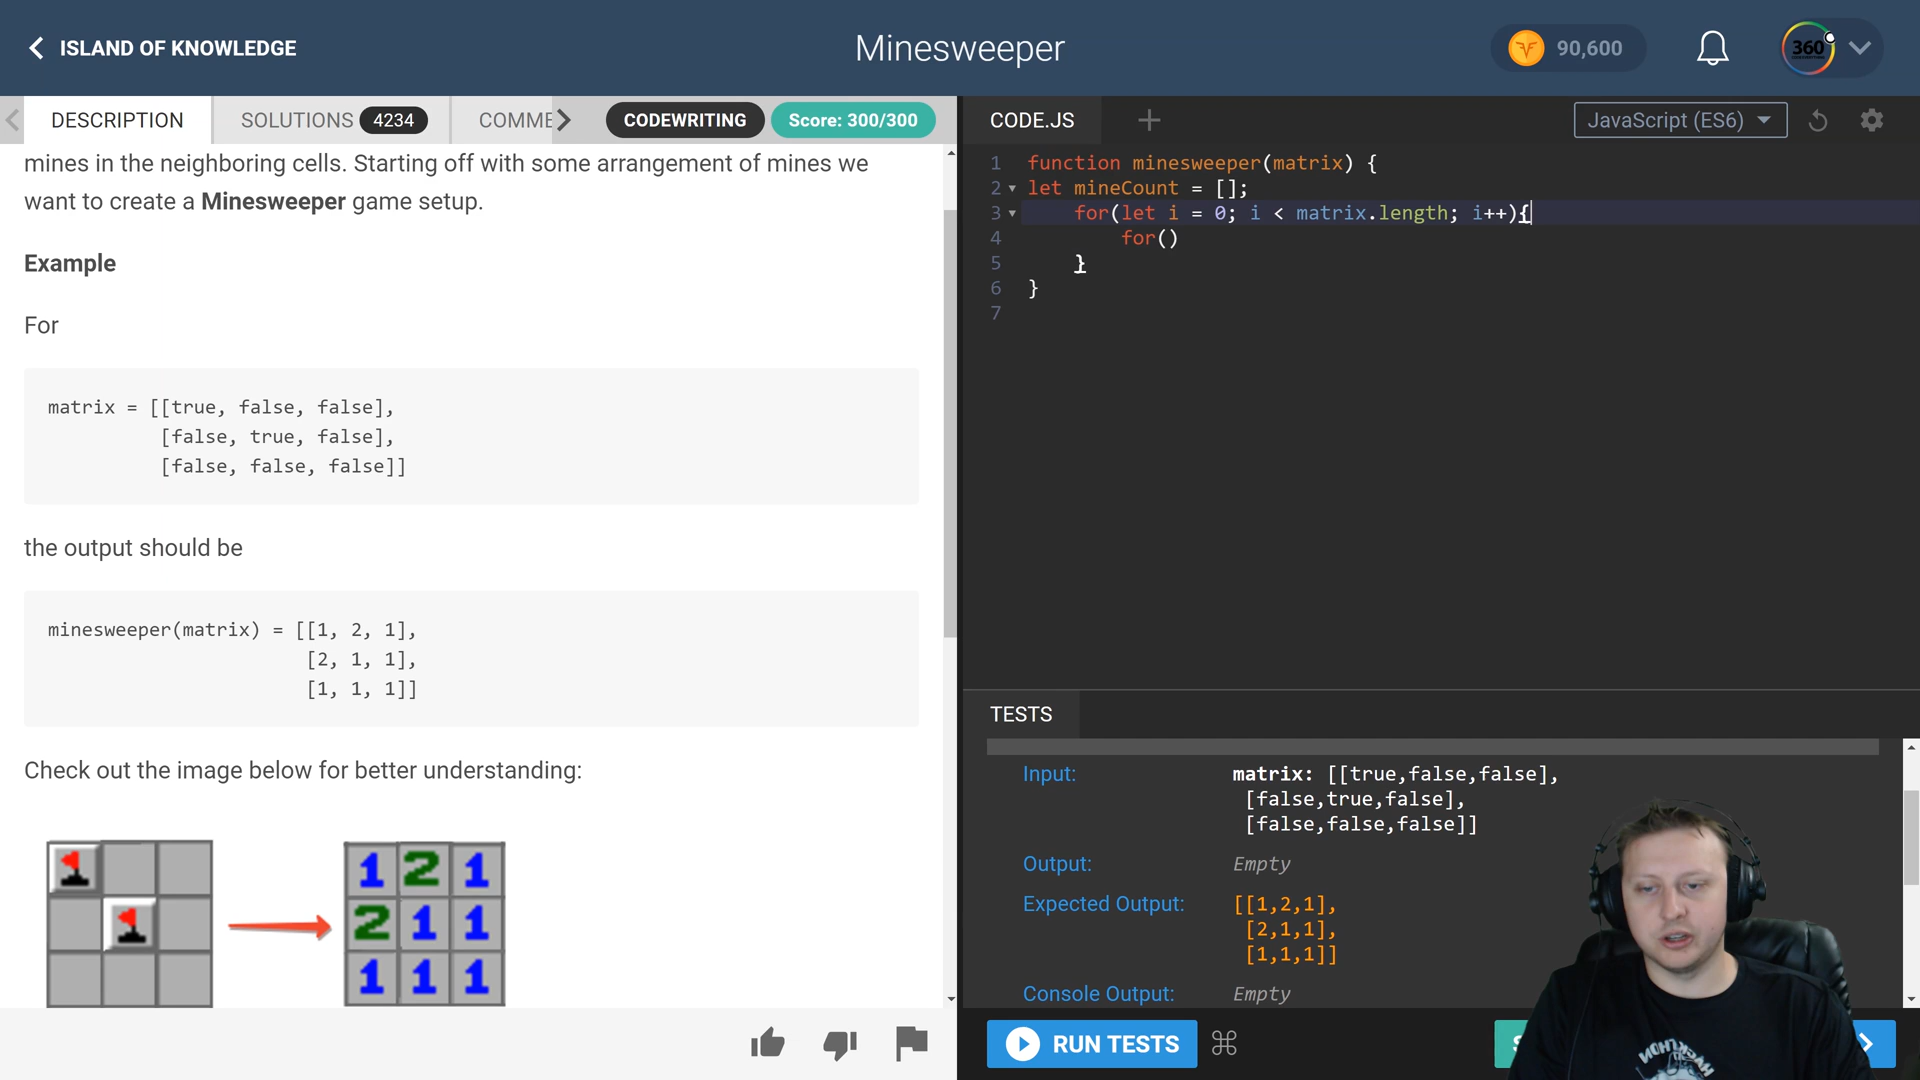 ISLAND OF KNOWLEDGE
Minesweeper
90,600
360
DESCRIPTION
SOLUTIONS 4234
COMME
CODEWRITING
Score: 300/300
mines in the neighboring cells. Starting off with some arrangement of mines we
want to create a Minesweeper game setup.
Example
For
matrix = [[true, false, false],
[false, true, false],
[false, false, false]]
the output should be
minesweeper(matrix) = [[1, 2, 1],
[2, 1, 1],
[1, 1, 1]]
Check out the image below for better understanding:
1 2 1
2 1 1
1 1 1
CODE.JS
JavaScript (ES6)
1 function minesweeper(matrix) {
2 let mineCount = [];
3 for(let i = 0; i < matrix.length; i++){
4 for()
5 }
6 }
7
TESTS
Input: matrix: [[true,false,false],
[false,true,false],
[false,false,false]]
Output: Empty
Expected Output: [[1,2,1],
[2,1,1],
[1,1,1]]
Console Output: Empty
RUN TESTS